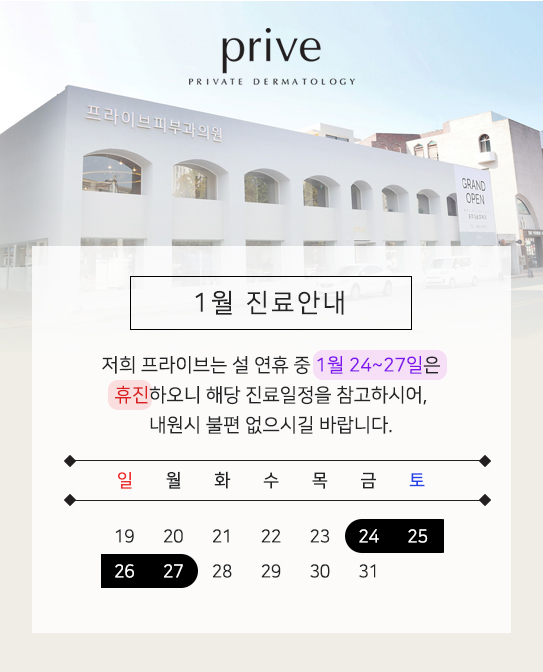 prive
PRIVATE DERMATOLOGY
프라이브피부과의원
GRAND
OPEN
1월 진료안내
저희 프라이브는 설 연휴 중 1월 24~27일은
휴진하오니 해당 진료일정을 참고하시어,
내원시 불편 없으시길 바랍니다.
일 월 화 수 목 금 토
19 20 21 22 23 24 25
26 27 28 29 30 31